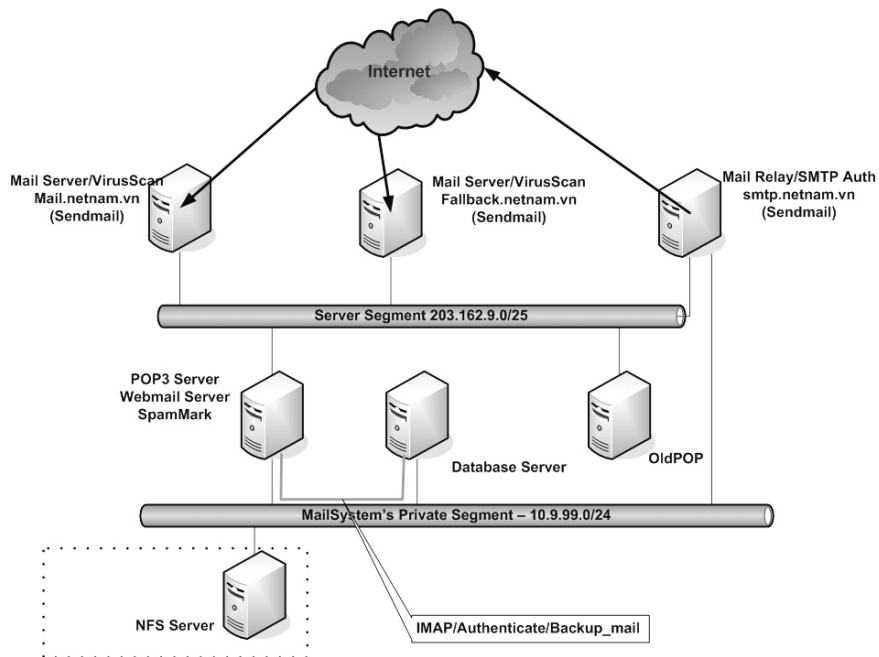 Internet
Mail Server/VirusScan
Mail.netnam.vn
(Sendmail)
Mail Server/VirusScan
Fallback.netnam.vn
(Sendmail)
Mail Relay/SMTP Auth
smtp.netnam.vn
(Sendmail)
Server Segment 203.162.9.0/25
POP3 Server
Webmail Server
SpamMark
Database Server
OldPOP
MailSystem's Private Segment – 10.9.99.0/24
NFS Server
IMAP/Authenticate/Backup_mail